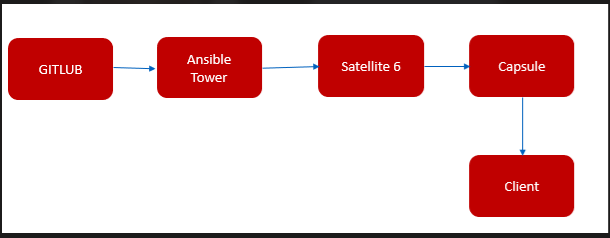 GITLUB
Ansible
Tower
Satellite 6
Capsule
Client